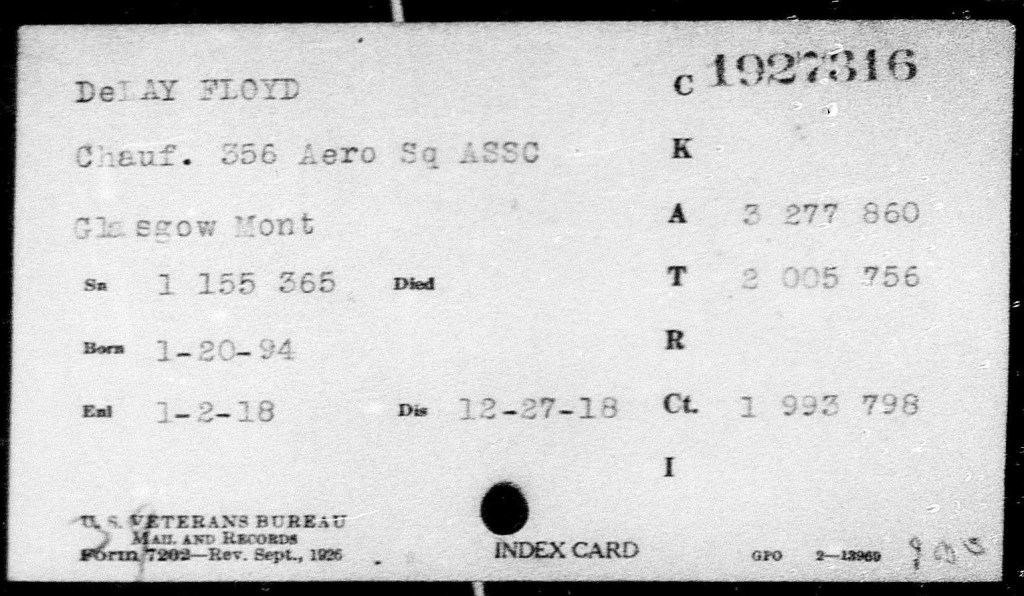 DeLAY FLOYD
C 1927316
Chauf. 356 Aero Sq ASSC
K
Glasgow Mont
A 3 277 860
Sn 1 155 365 Died
T 2 005 756
Born 1-20-94
R
Enl 1-2-18 Dis 12-27-18
Ct. 1 993 798
I
U. S. VETERANS BUREAU
MAIL AND RECORDS
Form 7202—Rev. Sept., 1926
INDEX CARD
GPO 2—13969